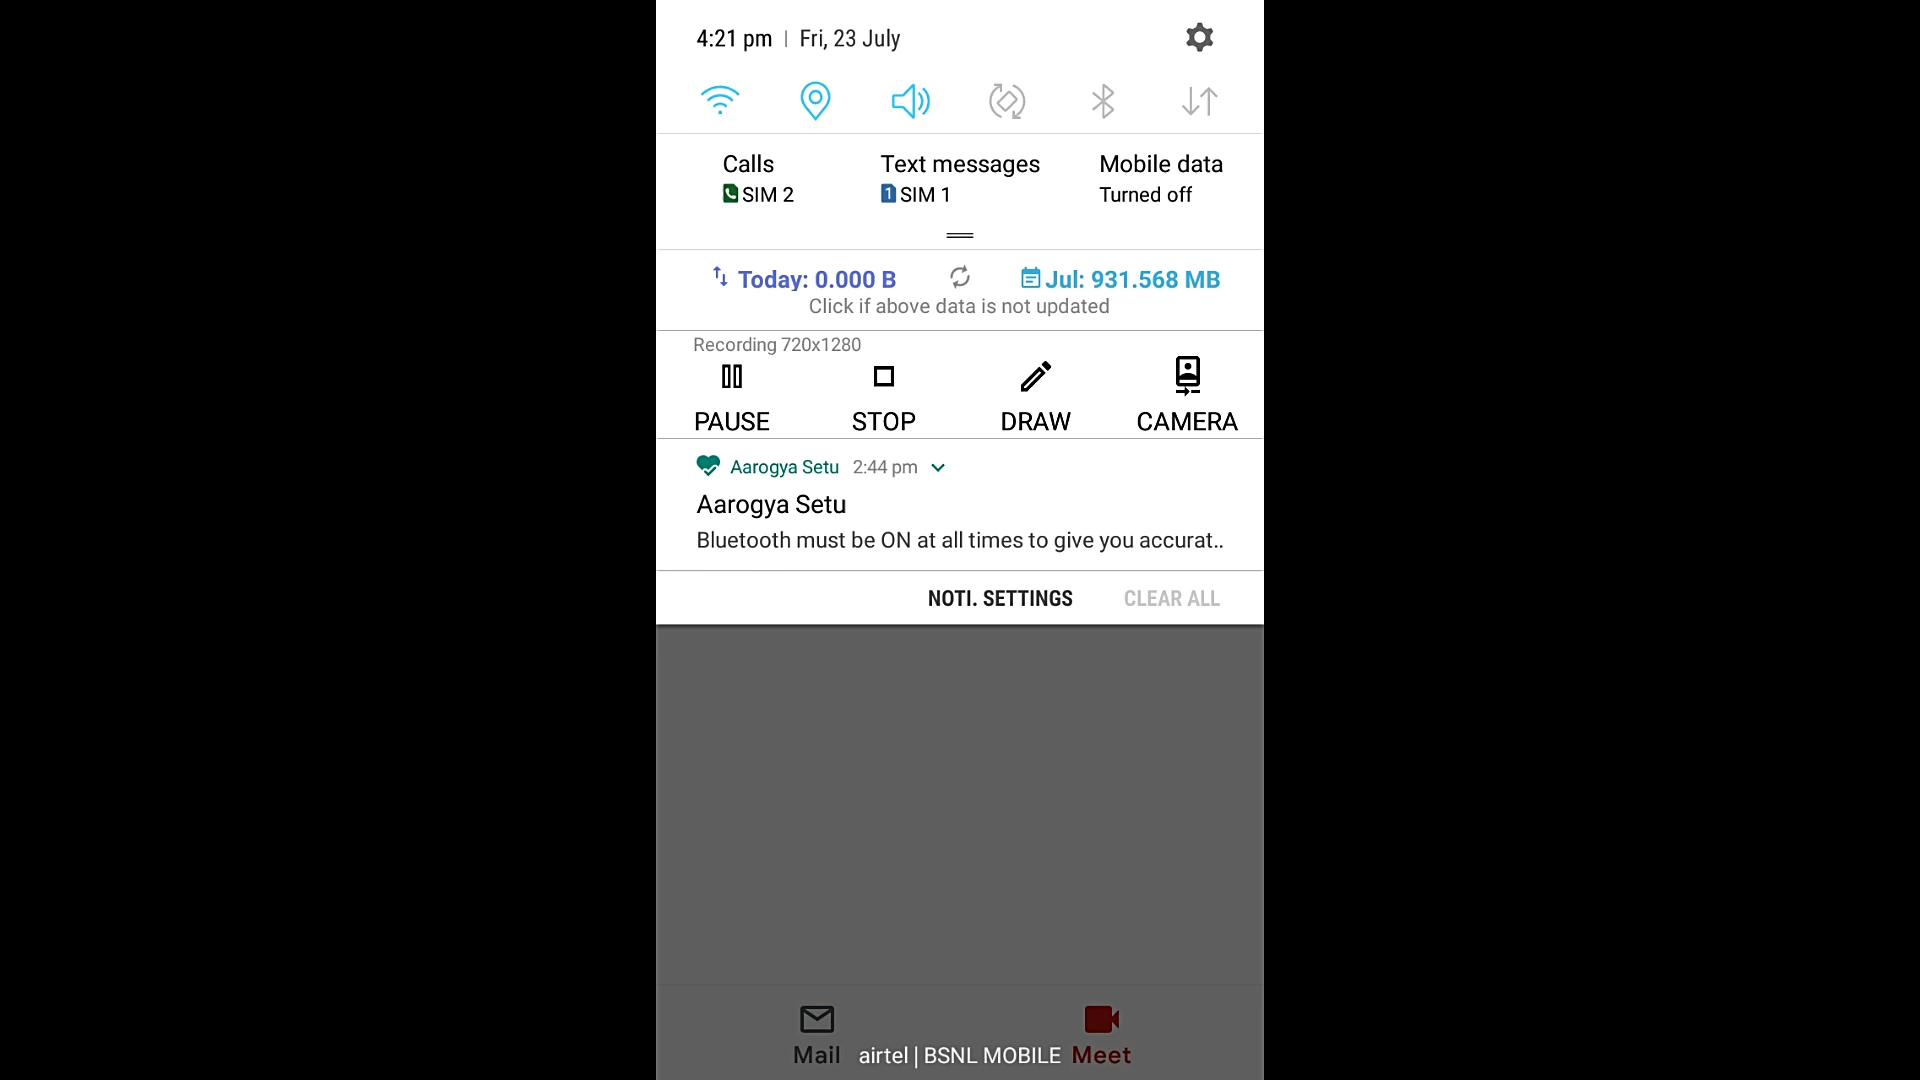 4:21 pm | Fri, 23 July
Calls Text messages Mobile data
SIM 2 1 SIM 1 Turned off
Today: 0.000 B Jul: 931.568 MB
Click if above data is not updated
Recording 720x1280
PAUSE STOP DRAW CAMERA
Aarogya Setu 2:44 pm
Aarogya Setu
Bluetooth must be ON at all times to give you accurat..
NOTI. SETTINGS CLEAR ALL
Mail airtel | BSNL MOBILE Meet